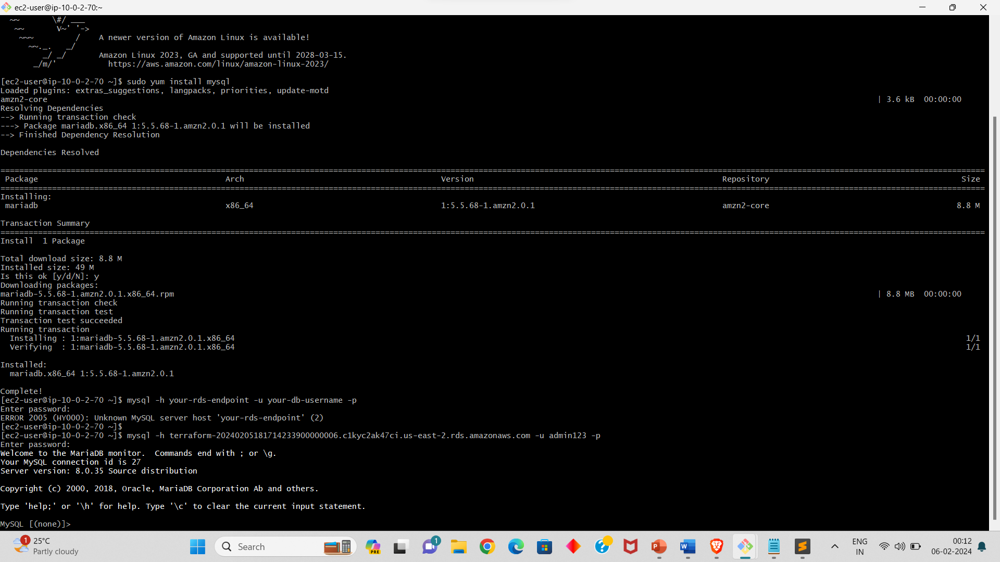 ec2-user@ip-10-0-2-70:~
~~       \#/ ___
~~       V~' '->
~~~         /    A newer version of Amazon Linux is available!
~~._.   _/
_/ _/       Amazon Linux 2023, GA and supported until 2028-03-15.
_/m/'           https://aws.amazon.com/linux/amazon-linux-2023/
[ec2-user@ip-10-0-2-70 ~]$ sudo yum install mysql
Loaded plugins: extras_suggestions, langpacks, priorities, update-motd
amzn2-core | 3.6 kB  00:00:00
Resolving Dependencies
--> Running transaction check
---> Package mariadb.x86_64 1:5.5.68-1.amzn2.0.1 will be installed
--> Finished Dependency Resolution
Dependencies Resolved
Package Arch Version Repository Size
Installing:
mariadb x86_64 1:5.5.68-1.amzn2.0.1 amzn2-core 8.8 M
Transaction Summary
Install  1 Package
Total download size: 8.8 M
Installed size: 49 M
Is this ok [y/d/N]: y
Downloading packages:
mariadb-5.5.68-1.amzn2.0.1.x86_64.rpm | 8.8 MB  00:00:00
Running transaction check
Running transaction test
Transaction test succeeded
Running transaction
Installing : 1:mariadb-5.5.68-1.amzn2.0.1.x86_64 1/1
Verifying  : 1:mariadb-5.5.68-1.amzn2.0.1.x86_64 1/1
Installed:
mariadb.x86_64 1:5.5.68-1.amzn2.0.1
Complete!
[ec2-user@ip-10-0-2-70 ~]$ mysql -h your-rds-endpoint -u your-db-username -p
Enter password:
ERROR 2005 (HY000): Unknown MySQL server host 'your-rds-endpoint' (2)
[ec2-user@ip-10-0-2-70 ~]$
[ec2-user@ip-10-0-2-70 ~]$ mysql -h terraform-20240205181714233900000006.c1kyc2ak47ci.us-east-2.rds.amazonaws.com -u admin123 -p
Enter password:
Welcome to the MariaDB monitor.  Commands end with ; or \g.
Your MySQL connection id is 27
Server version: 8.0.35 Source distribution
Copyright (c) 2000, 2018, Oracle, MariaDB Corporation Ab and others.
Type 'help;' or '\h' for help. Type '\c' to clear the current input statement.
MySQL [(none)]>
1 25°C
Partly cloudy
Search
PRE
1
ENG
IN
00:12
06-02-2024